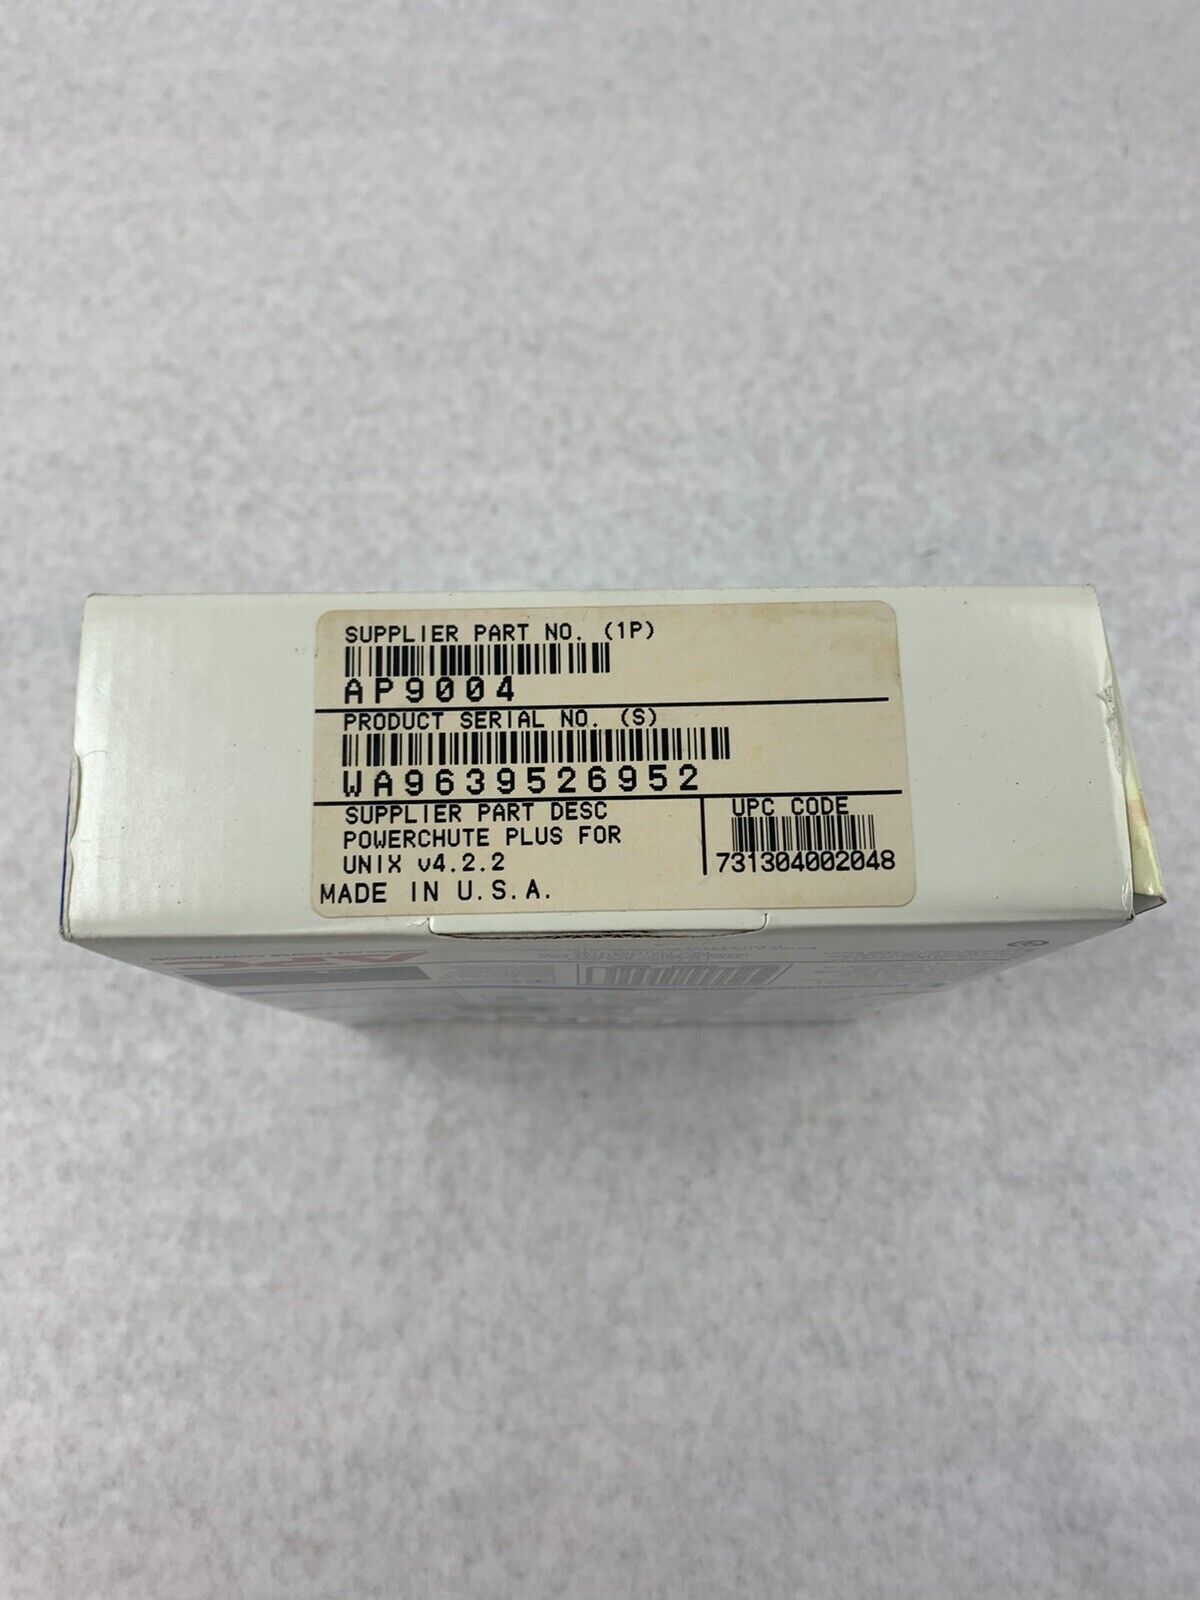 SUPPLIER PART NO. (1P)
AP9004
PRODUCT SERIAL NO. (S)
WA9639526952
SUPPLIER PART DESC
POWERCHUTE PLUS FOR
UNIX v4.2.2
UPC CODE
731304002048
MADE IN U.S.A.
APC